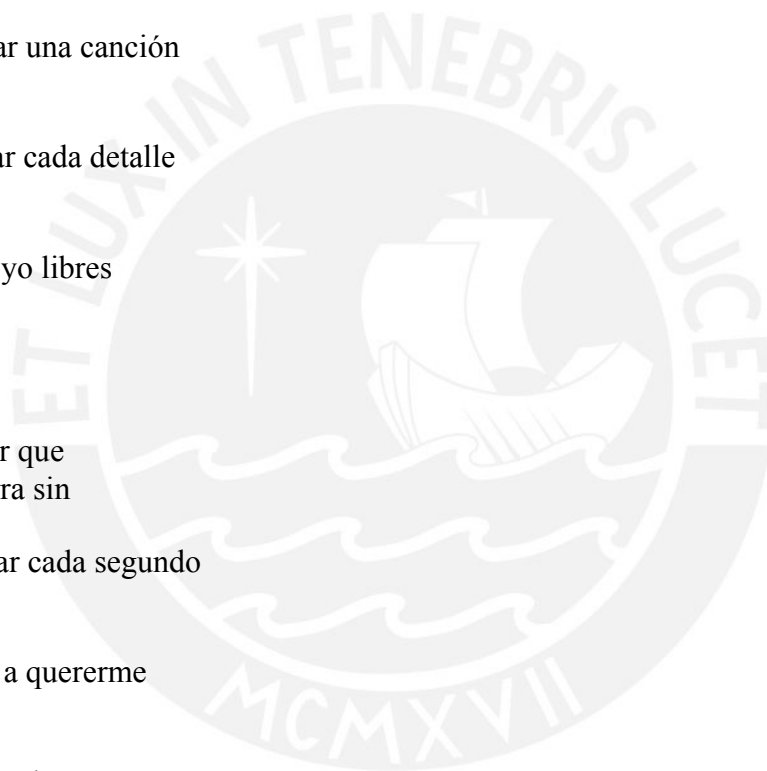 ar una canción
ar cada detalle
yo libres
r que
ra sin
ar cada segundo
a quererme
ET LUX IN TENEBRIS LUCET
MCMXVII